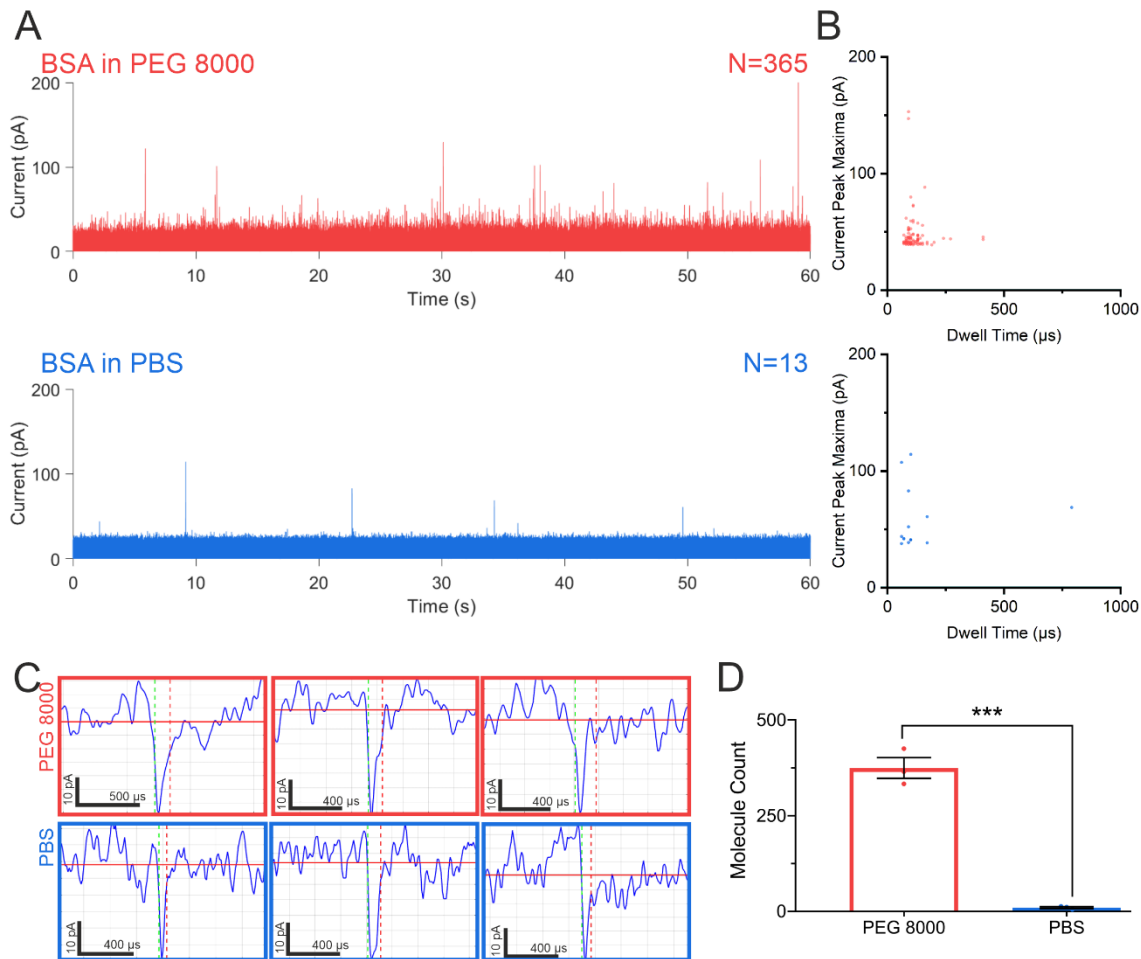 A
BSA in PEG 8000 N=365
200
100
0
Current (pA)
0 10 20 30 40 50 60
Time (s)
BSA in PBS N=13
200
100
0
Current (pA)
0 10 20 30 40 50 60
Time (s)
B
200
150
100
50
0
Current Peak Maxima (pA)
0 500 1000
Dwell Time (µs)
200
150
100
50
0
Current Peak Maxima (pA)
0 500 1000
Dwell Time (µs)
C
PEG 8000
10 pA 500 µs
10 pA 400 µs
10 pA 400 µs
PBS
10 pA 400 µs
10 pA 400 µs
10 pA 400 µs
D
***
500
250
0
Molecule Count
PEG 8000 PBS